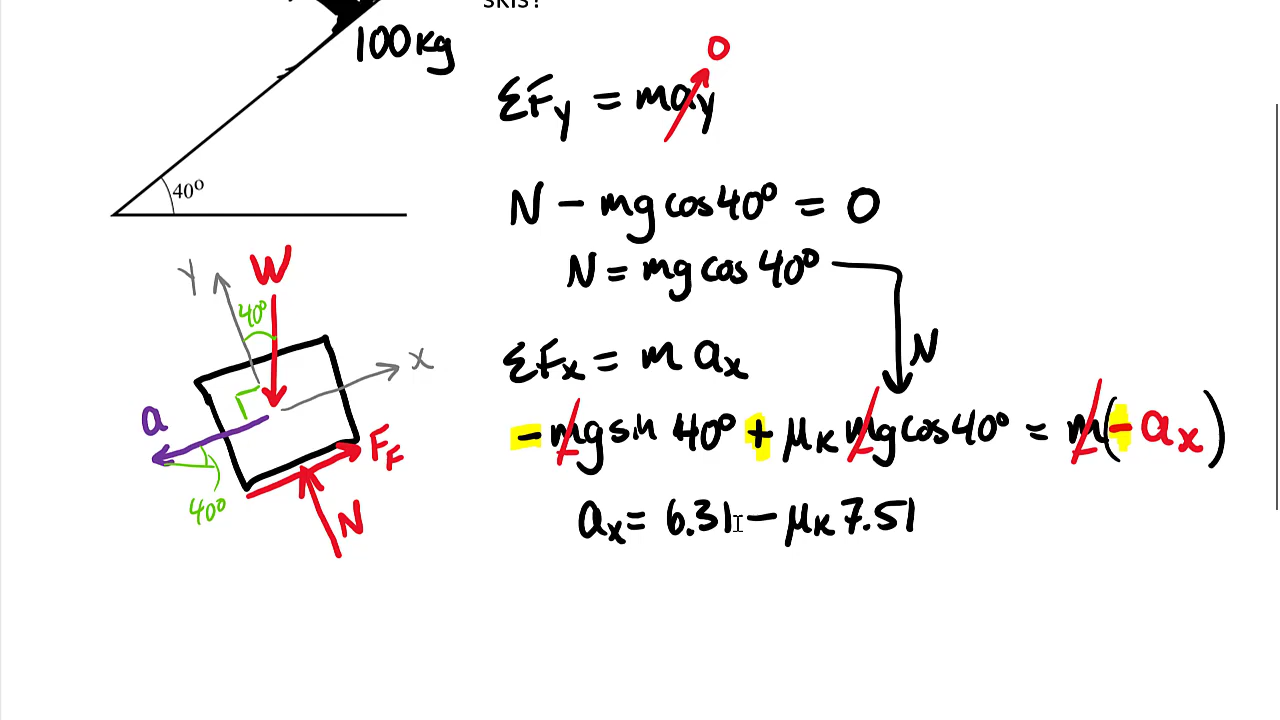 skis?
100kg
ΣFy = may 0
40°
N - mg cos 40° = 0
N = mg cos 40°
W
Y
40°
N
ΣFx = m ax
x
a
-mg sin 40° + μK mg cos 40° = m(-ax)
FF
40°
N
ax = 6.31 - μK 7.51